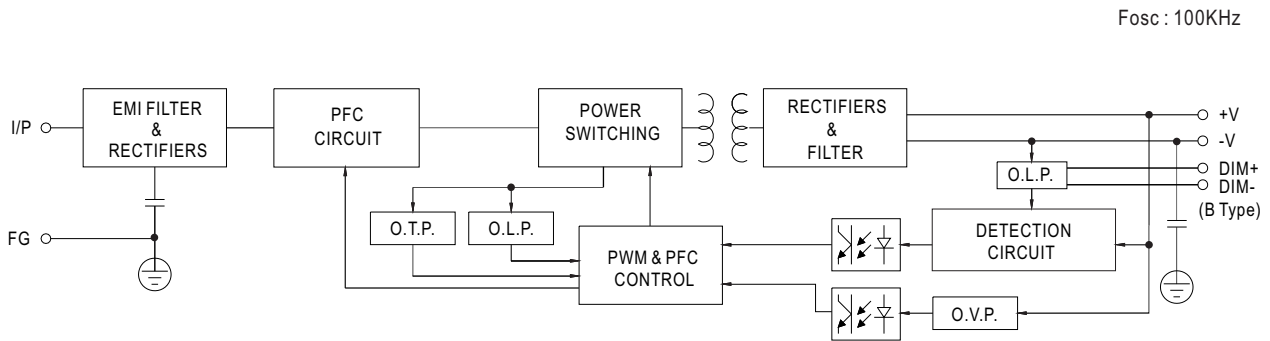 Fosc : 100KHz
I/P
EMI FILTER
&
RECTIFIERS
PFC
CIRCUIT
POWER
SWITCHING
RECTIFIERS
&
FILTER
+V
-V
O.L.P.
DIM+
DIM-
(B Type)
FG
O.T.P.
O.L.P.
PWM & PFC
CONTROL
DETECTION
CIRCUIT
O.V.P.